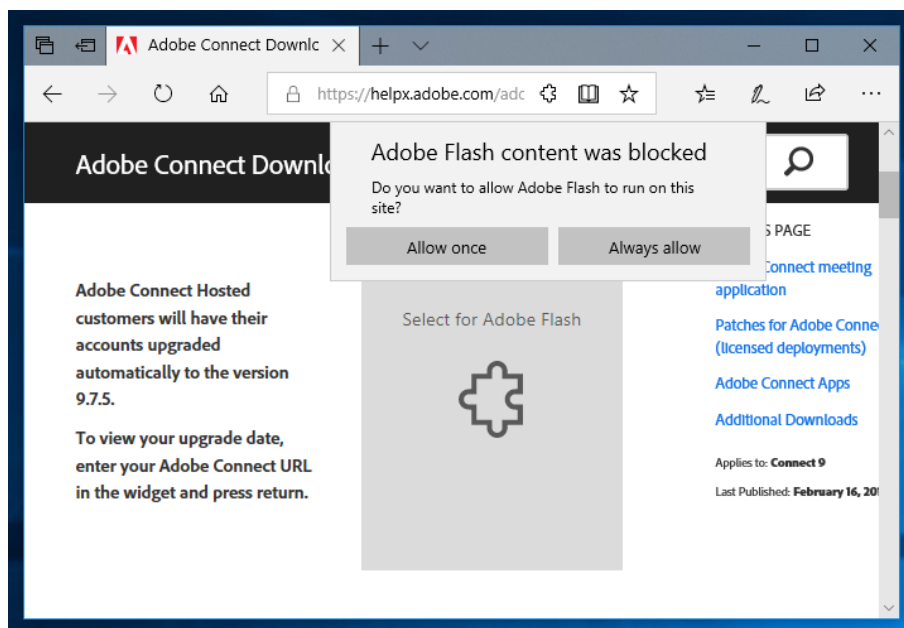 Adobe Connect Downlc
https://helpx.adobe.com/adc
Adobe Connect Downlo
Adobe Flash content was blocked
Do you want to allow Adobe Flash to run on this
site?
Allow once
Always allow
Adobe Connect Hosted
customers will have their
accounts upgraded
automatically to the version
9.7.5.
To view your upgrade date,
enter your Adobe Connect URL
in the widget and press return.
Select for Adobe Flash
S PAGE
Connect meeting
application
Patches for Adobe Conne
(licensed deployments)
Adobe Connect Apps
Additional Downloads
Applies to: Connect 9
Last Published: February 16, 201